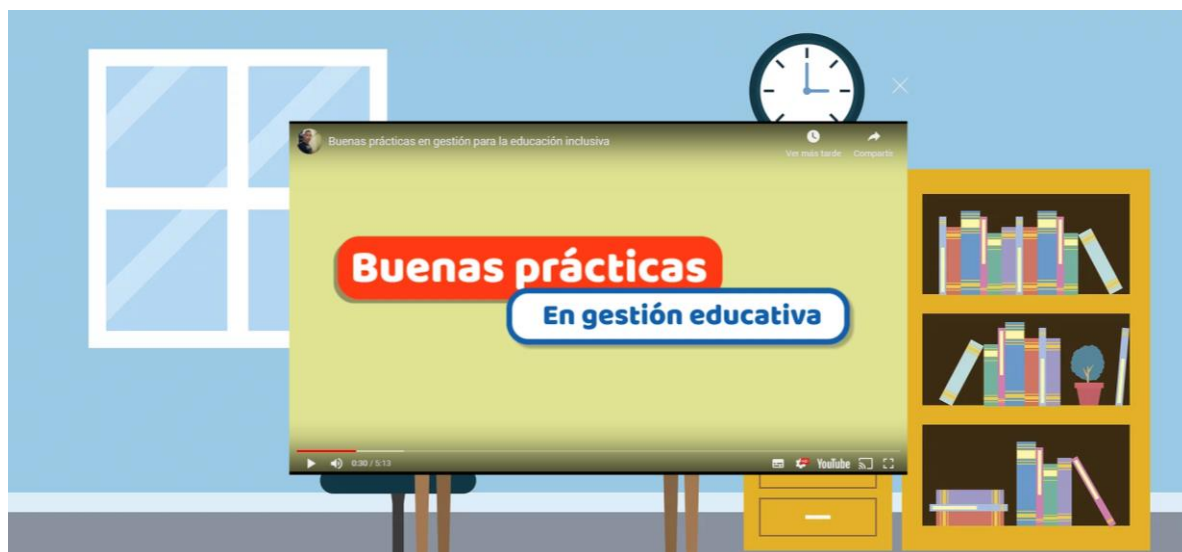 Buenas prácticas en gestión para la educación inclusiva
Ver más tarde
Compartir
Buenas prácticas
En gestión educativa
0:30 / 5:13
YouTube